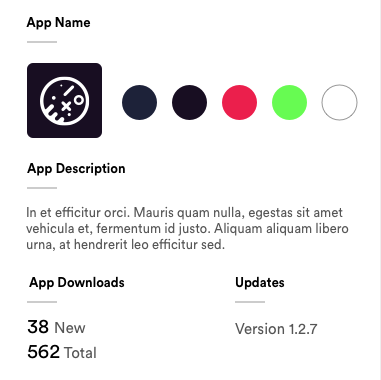 App Name
App Description
In et efficitur orci. Mauris quam nulla, egestas sit amet
vehicula et, fermentum id justo. Aliquam aliquam libero
urna, at hendrerit leo efficitur sed.
App Downloads
38 New
562 Total
Updates
Version 1.2.7